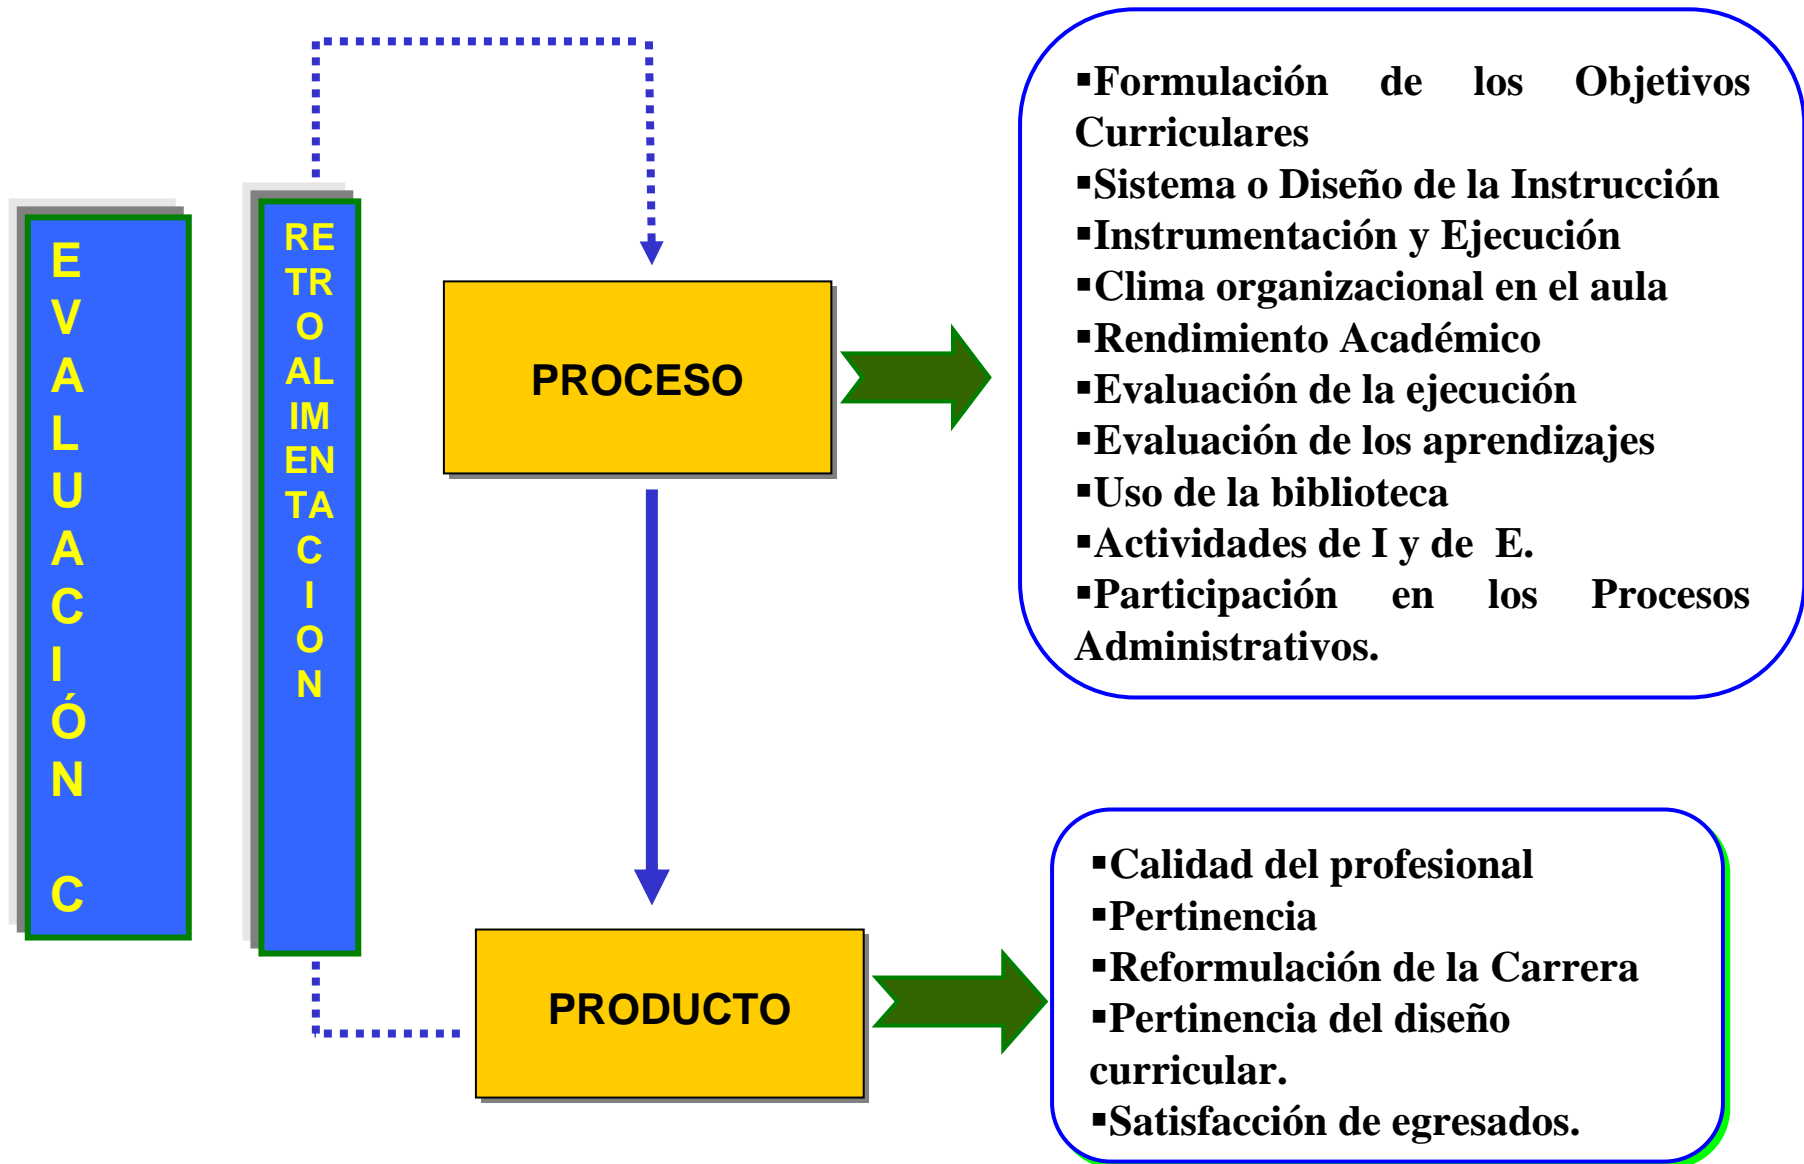 E
V
A
L
U
A
C
I
Ó
N
C
RE
TR
O
AL
IM
EN
TA
C
I
O
N
PROCESO
▪Formulación de los Objetivos
Curriculares
▪Sistema o Diseño de la Instrucción
▪Instrumentación y Ejecución
▪Clima organizacional en el aula
▪Rendimiento Académico
▪Evaluación de la ejecución
▪Evaluación de los aprendizajes
▪Uso de la biblioteca
▪Actividades de I y de E.
▪Participación en los Procesos
Administrativos.
PRODUCTO
▪Calidad del profesional
▪Pertinencia
▪Reformulación de la Carrera
▪Pertinencia del diseño
curricular.
▪Satisfacción de egresados.